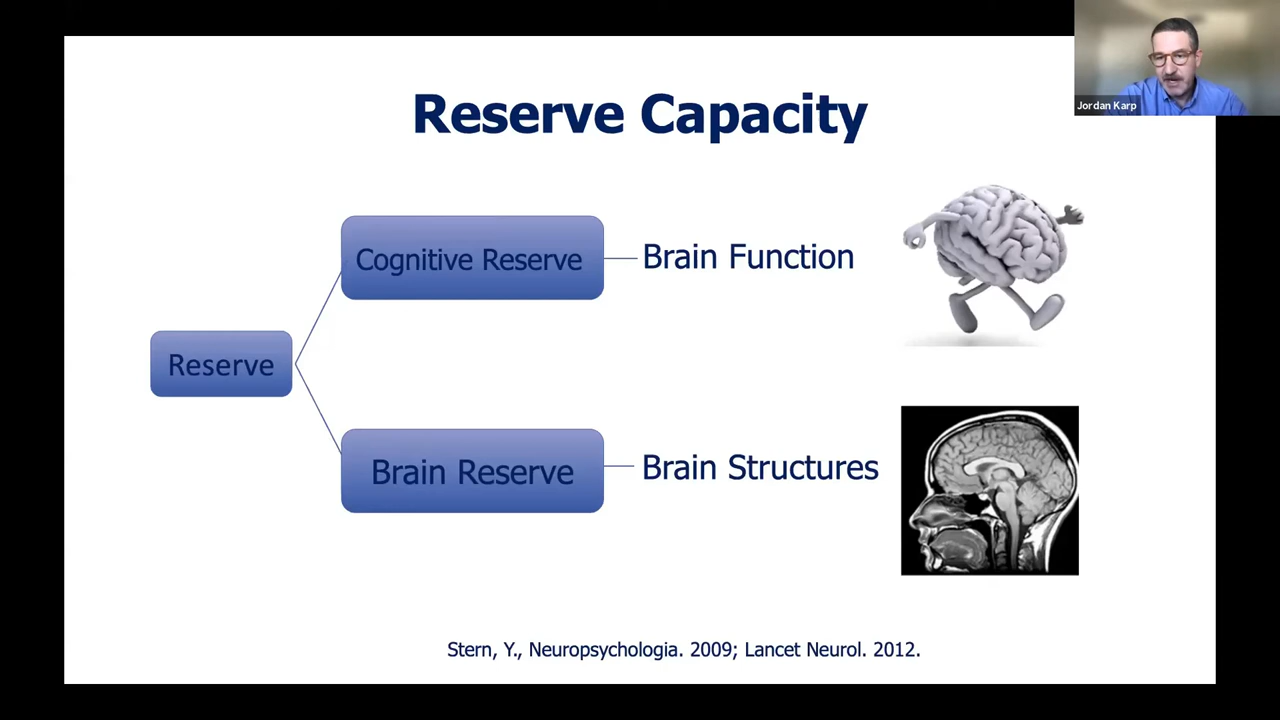 Reserve Capacity
Jordan Karp
Cognitive Reserve
Brain Function
Reserve
Brain Reserve
Brain Structures
Stern, Y., Neuropsychologia. 2009; Lancet Neurol. 2012.